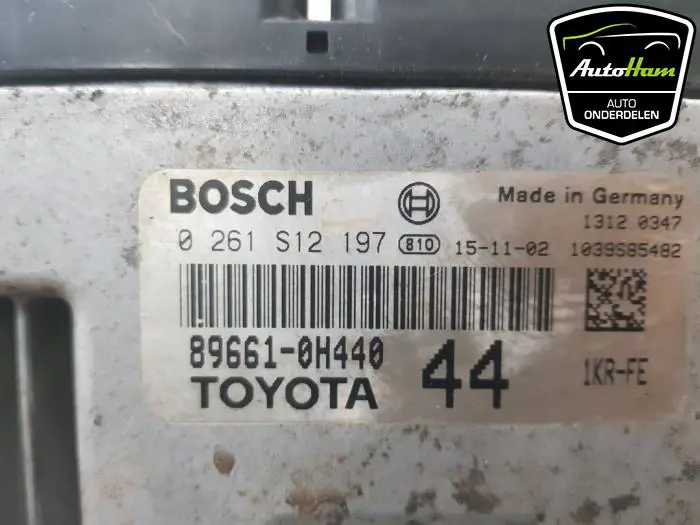 AutoHam
AUTO
ONDERDELEN
BOSCH Made in Germany
1312 0347
0 261 S12 197 810 15-11-02 1039S85482
89661-0H440 44 1KR-FE
TOYOTA